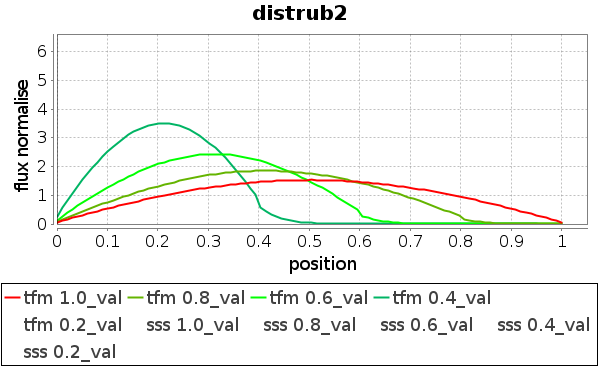 distrub2
flux normalise
6
5
4
3
2
1
0
0 0.1 0.2 0.3 0.4 0.5 0.6 0.7 0.8 0.9 1
position
tfm 1.0_val tfm 0.8_val tfm 0.6_val tfm 0.4_val
tfm 0.2_val sss 1.0_val sss 0.8_val sss 0.6_val sss 0.4_val
sss 0.2_val